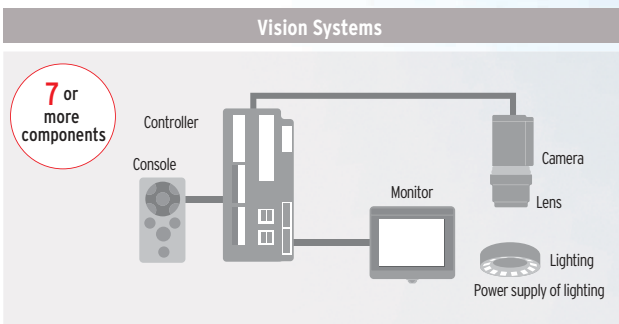 Vision Systems
7 or
more
components
Controller
Console
Monitor
Camera
Lens
Lighting
Power supply of lighting